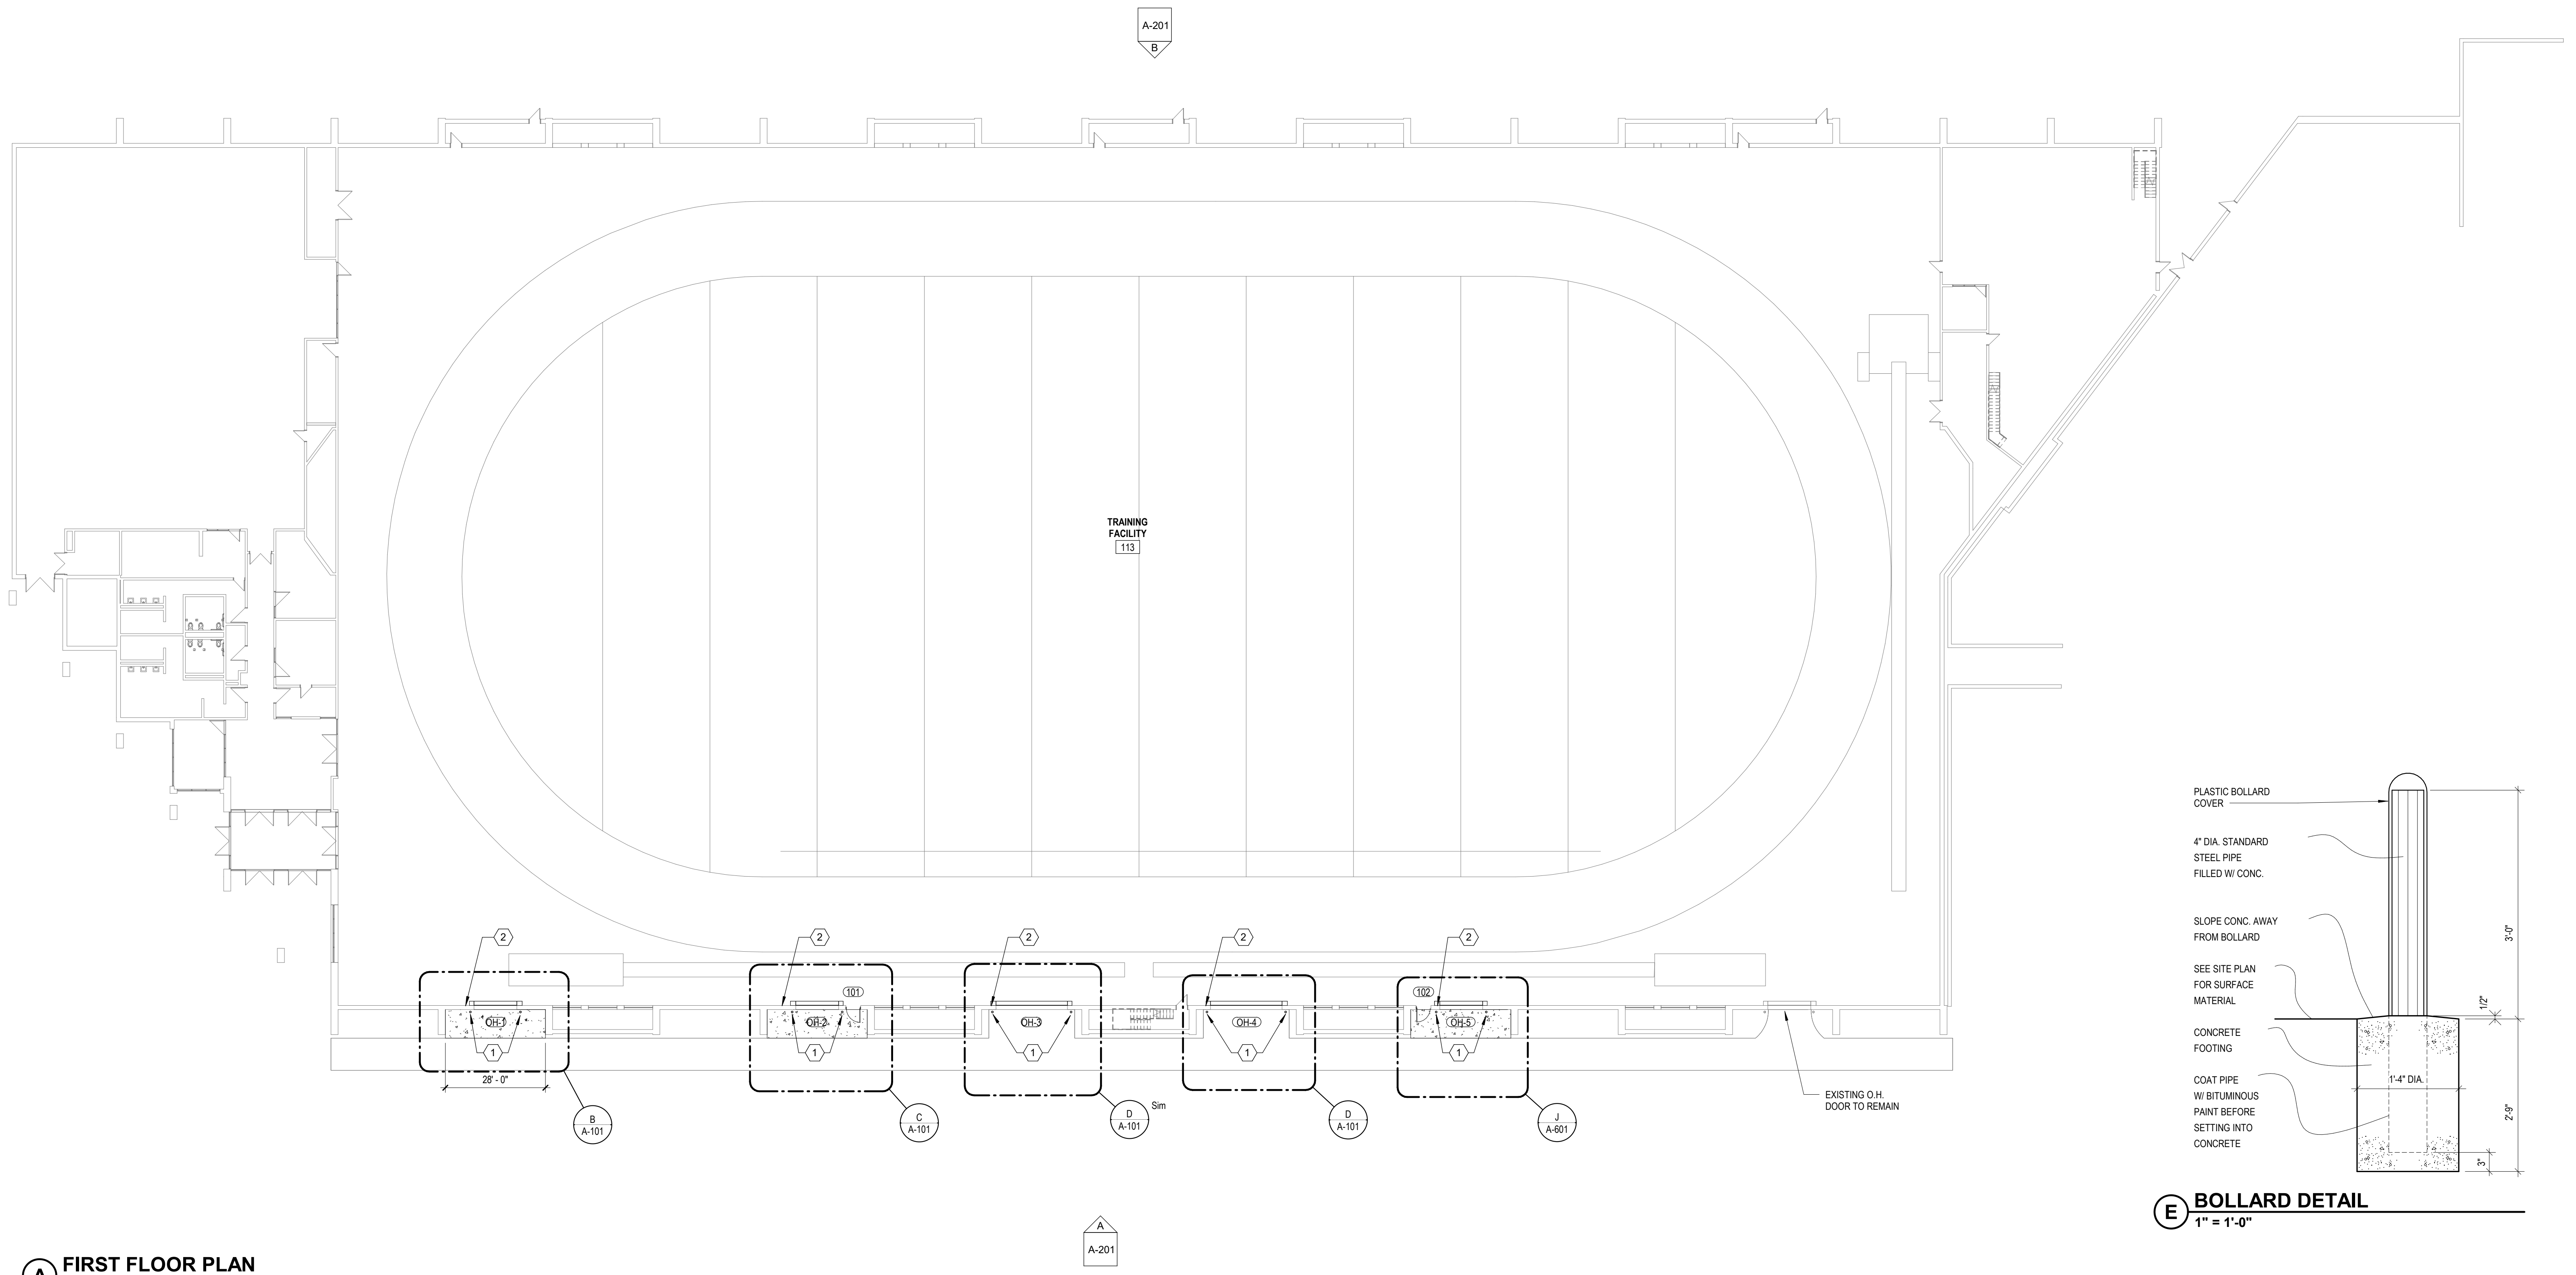 A-201
B
TRAINING
FACILITY
113
2
2
2
2
2
101
102
OH-1
OH-2
OH-3
OH-4
OH-5
1
1
1
1
1
28' - 0"
B
A-101
C
A-101
D
A-101
Sim
D
A-101
J
A-601
EXISTING O.H.
DOOR TO REMAIN
A
A-201
A FIRST FLOOR PLAN
PLASTIC BOLLARD
COVER
4" DIA. STANDARD
STEEL PIPE
FILLED W/ CONC.
SLOPE CONC. AWAY
FROM BOLLARD
SEE SITE PLAN
FOR SURFACE
MATERIAL
CONCRETE
FOOTING
COAT PIPE
W/ BITUMINOUS
PAINT BEFORE
SETTING INTO
CONCRETE
3'-0"
1/2"
1'-4" DIA.
2'-9"
3"
E BOLLARD DETAIL
1" = 1'-0"